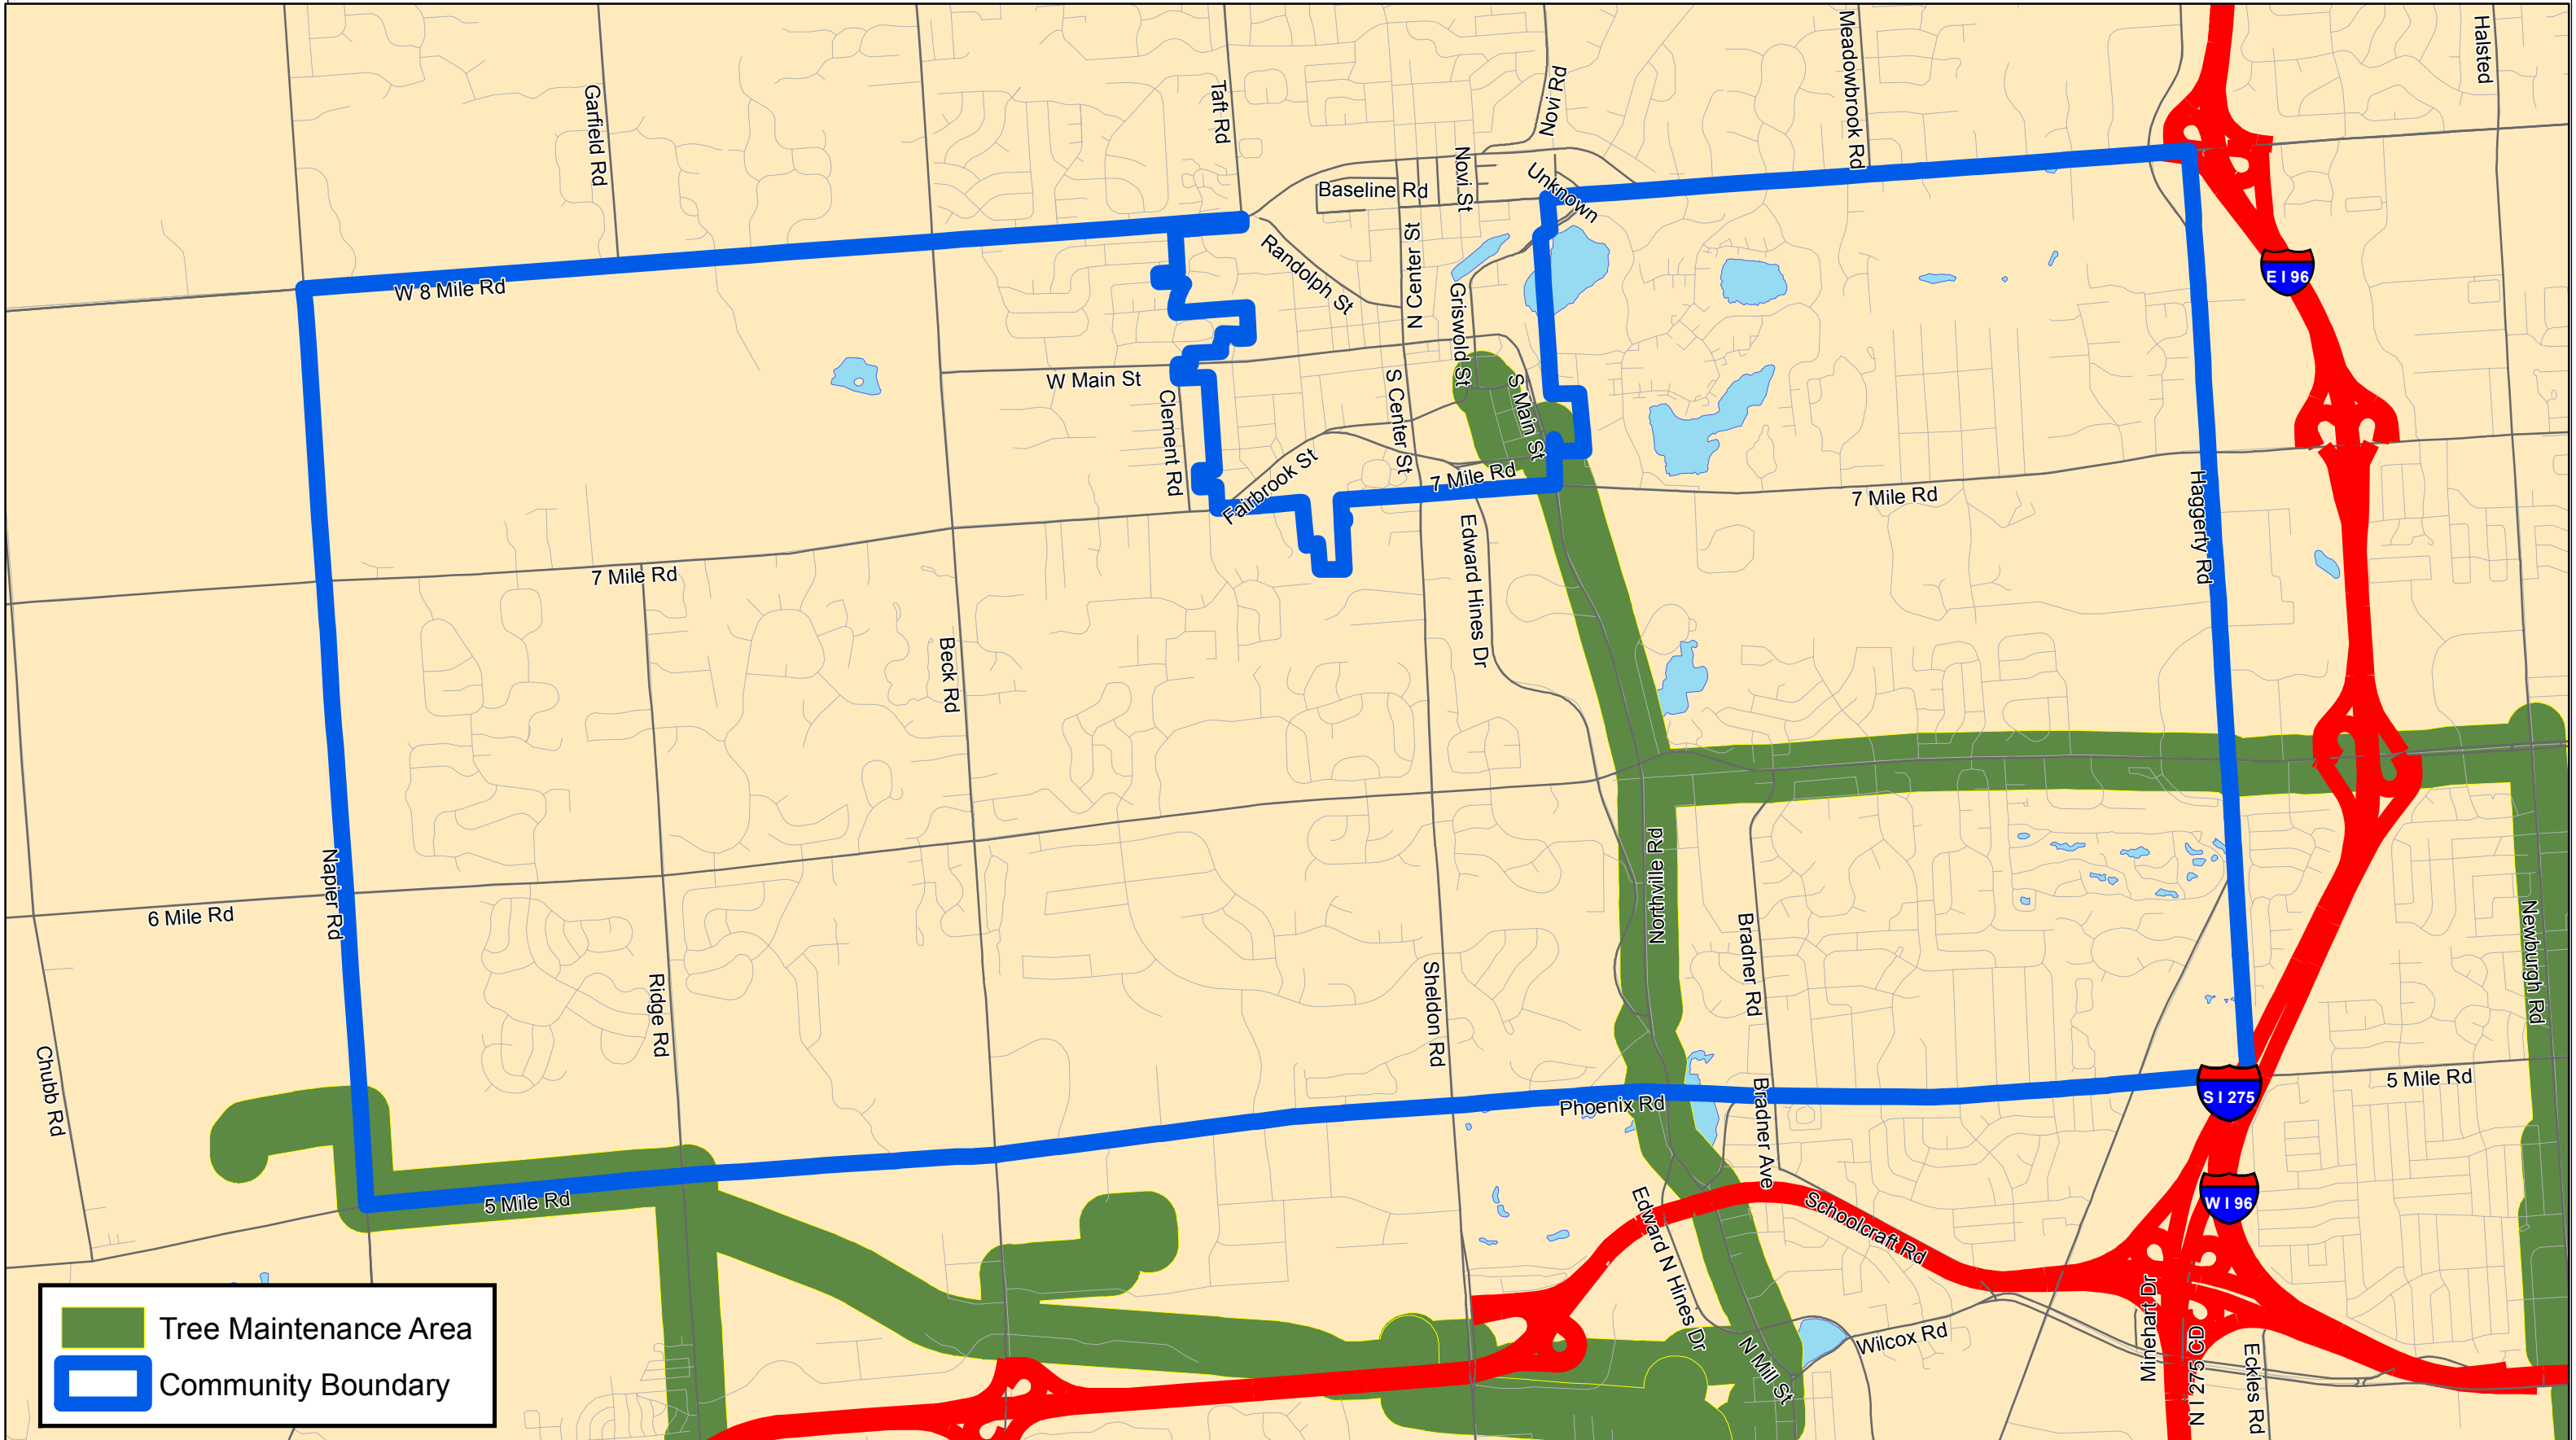 Halsted
Meadowbrook Rd
Novi Rd
Garfield Rd
Taft Rd
Novi St
Unknown
Baseline Rd
N Center St
Randolph St
E I 96
W 8 Mile Rd
Griswold St
W Main St
S Main St
S Center St
Clement Rd
Fairbrook St
7 Mile Rd
7 Mile Rd
Haggerty Rd
Edward Hines Dr
7 Mile Rd
Beck Rd
Northville Rd
Napier Rd
6 Mile Rd
Bradner Rd
Newburgh Rd
Ridge Rd
Sheldon Rd
Chubb Rd
5 Mile Rd
S I 275
Phoenix Rd
Bradner Ave
5 Mile Rd
W I 96
Schoolcraft Rd
Edward N Hines Dr
Minehart Dr
N I 275 CD
Wilcox Rd
N Mill St
Eckles Rd
Tree Maintenance Area
Community Boundary